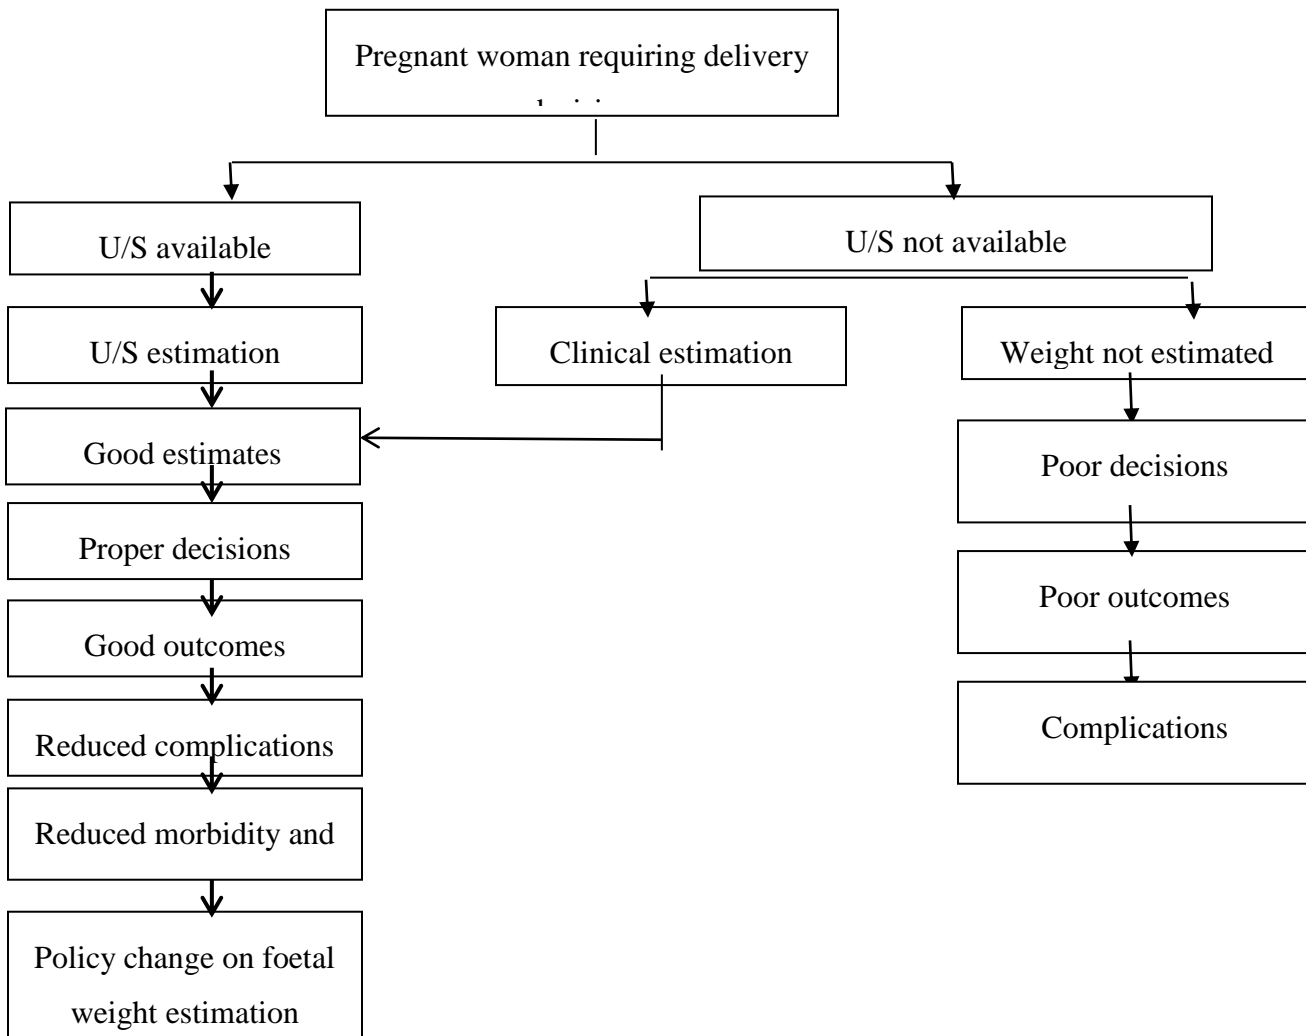 Pregnant woman requiring delivery
U/S available
U/S not available
U/S estimation
Clinical estimation
Weight not estimated
Good estimates
Poor decisions
Proper decisions
Good outcomes
Poor outcomes
Reduced complications
Complications
Reduced morbidity and
Policy change on foetal
weight estimation